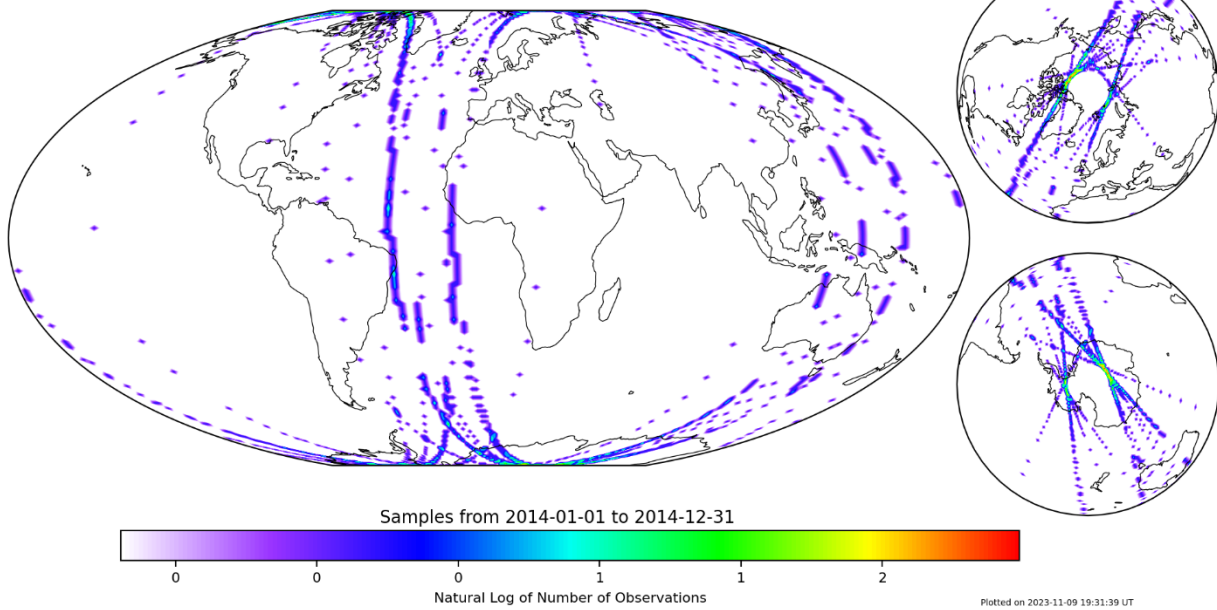 Samples from 2014-01-01 to 2014-12-31
0 0 0 1 1 2
Natural Log of Number of Observations
Plotted on 2023-11-09 19:31:39 UT